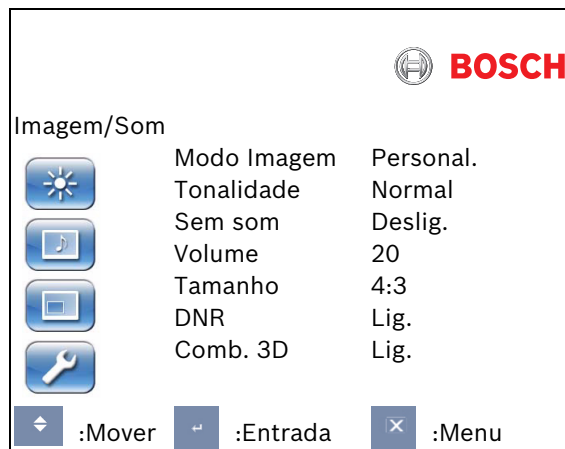 BOSCH
Imagem/Som
Modo Imagem Personal.
Tonalidade Normal
Sem som Deslig.
Volume 20
Tamanho 4:3
DNR Lig.
Comb. 3D Lig.
:Mover :Entrada :Menu